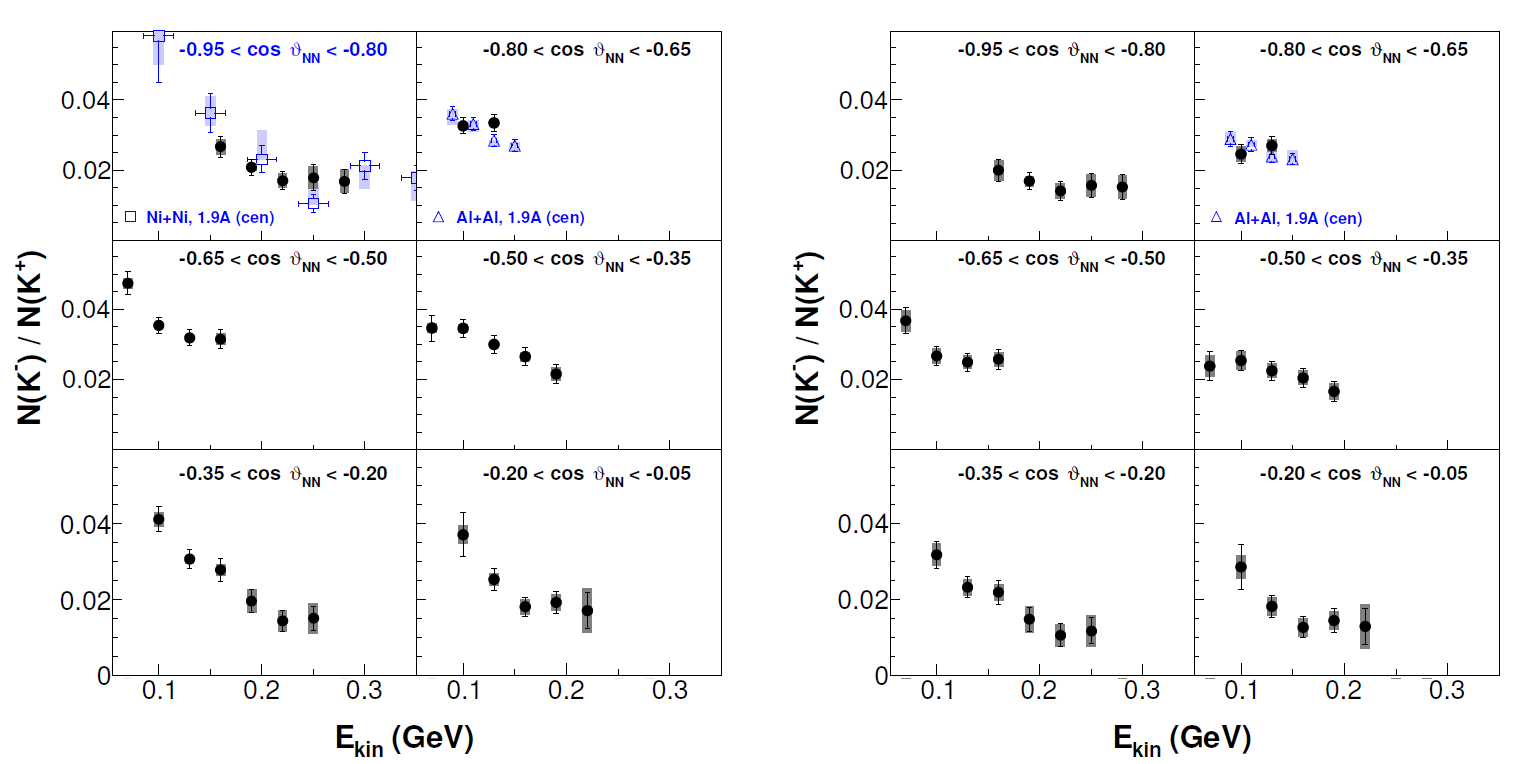 -0.95 < cos ϑNN < -0.80
-0.80 < cos ϑNN < -0.65
0.04
0.02
Ni+Ni, 1.9A (cen)
Al+Al, 1.9A (cen)
-0.65 < cos ϑNN < -0.50
-0.50 < cos ϑNN < -0.35
0.04
0.02
-0.35 < cos ϑNN < -0.20
-0.20 < cos ϑNN < -0.05
0.04
0.02
0
0.1 0.2 0.3 0.1 0.2 0.3
N(K-) / N(K+)
Ekin (GeV)
-0.95 < cos ϑNN < -0.80
-0.80 < cos ϑNN < -0.65
0.04
0.02
Al+Al, 1.9A (cen)
-0.65 < cos ϑNN < -0.50
-0.50 < cos ϑNN < -0.35
0.04
0.02
-0.35 < cos ϑNN < -0.20
-0.20 < cos ϑNN < -0.05
0.04
0.02
0
0.1 0.2 0.3 0.1 0.2 0.3
N(K-) / N(K+)
Ekin (GeV)